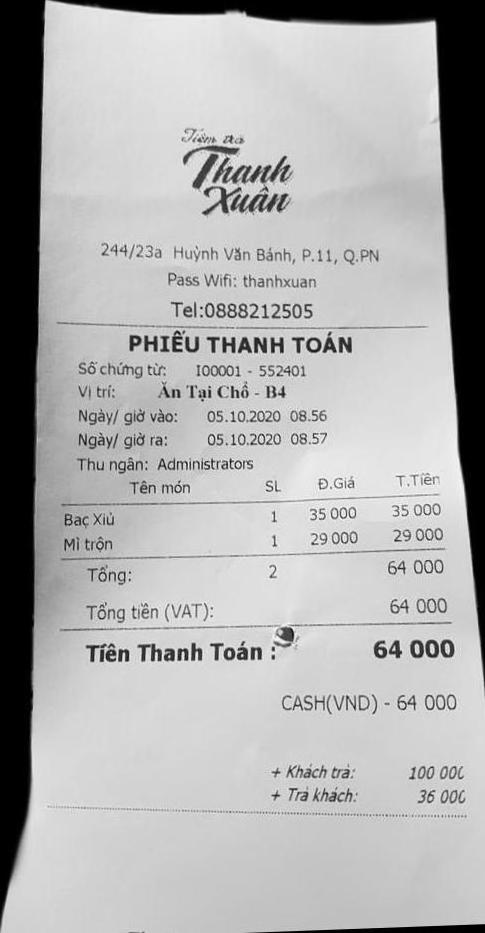 Tiệm trà
Thanh
Xuân
244/23a Huỳnh Văn Bánh, P.11, Q.PN
Pass Wifi: thanhxuan
Tel:0888212505
PHIẾU THANH TOÁN
Số chứng từ: I00001 - 552401
Vị trí: Ăn Tại Chổ - B4
Ngày/ giờ vào: 05.10.2020 08.56
Ngày/ giờ ra: 05.10.2020 08.57
Thu ngân: Administrators
Tên món SL Đ.Giá T.Tiền
Bạc Xỉu 1 35 000 35 000
Mì trộn 1 29 000 29 000
Tổng: 2 64 000
Tổng tiền (VAT): 64 000
Tiền Thanh Toán : 64 000
CASH(VND) - 64 000
+ Khách trả: 100 000
+ Trả khách: 36 000